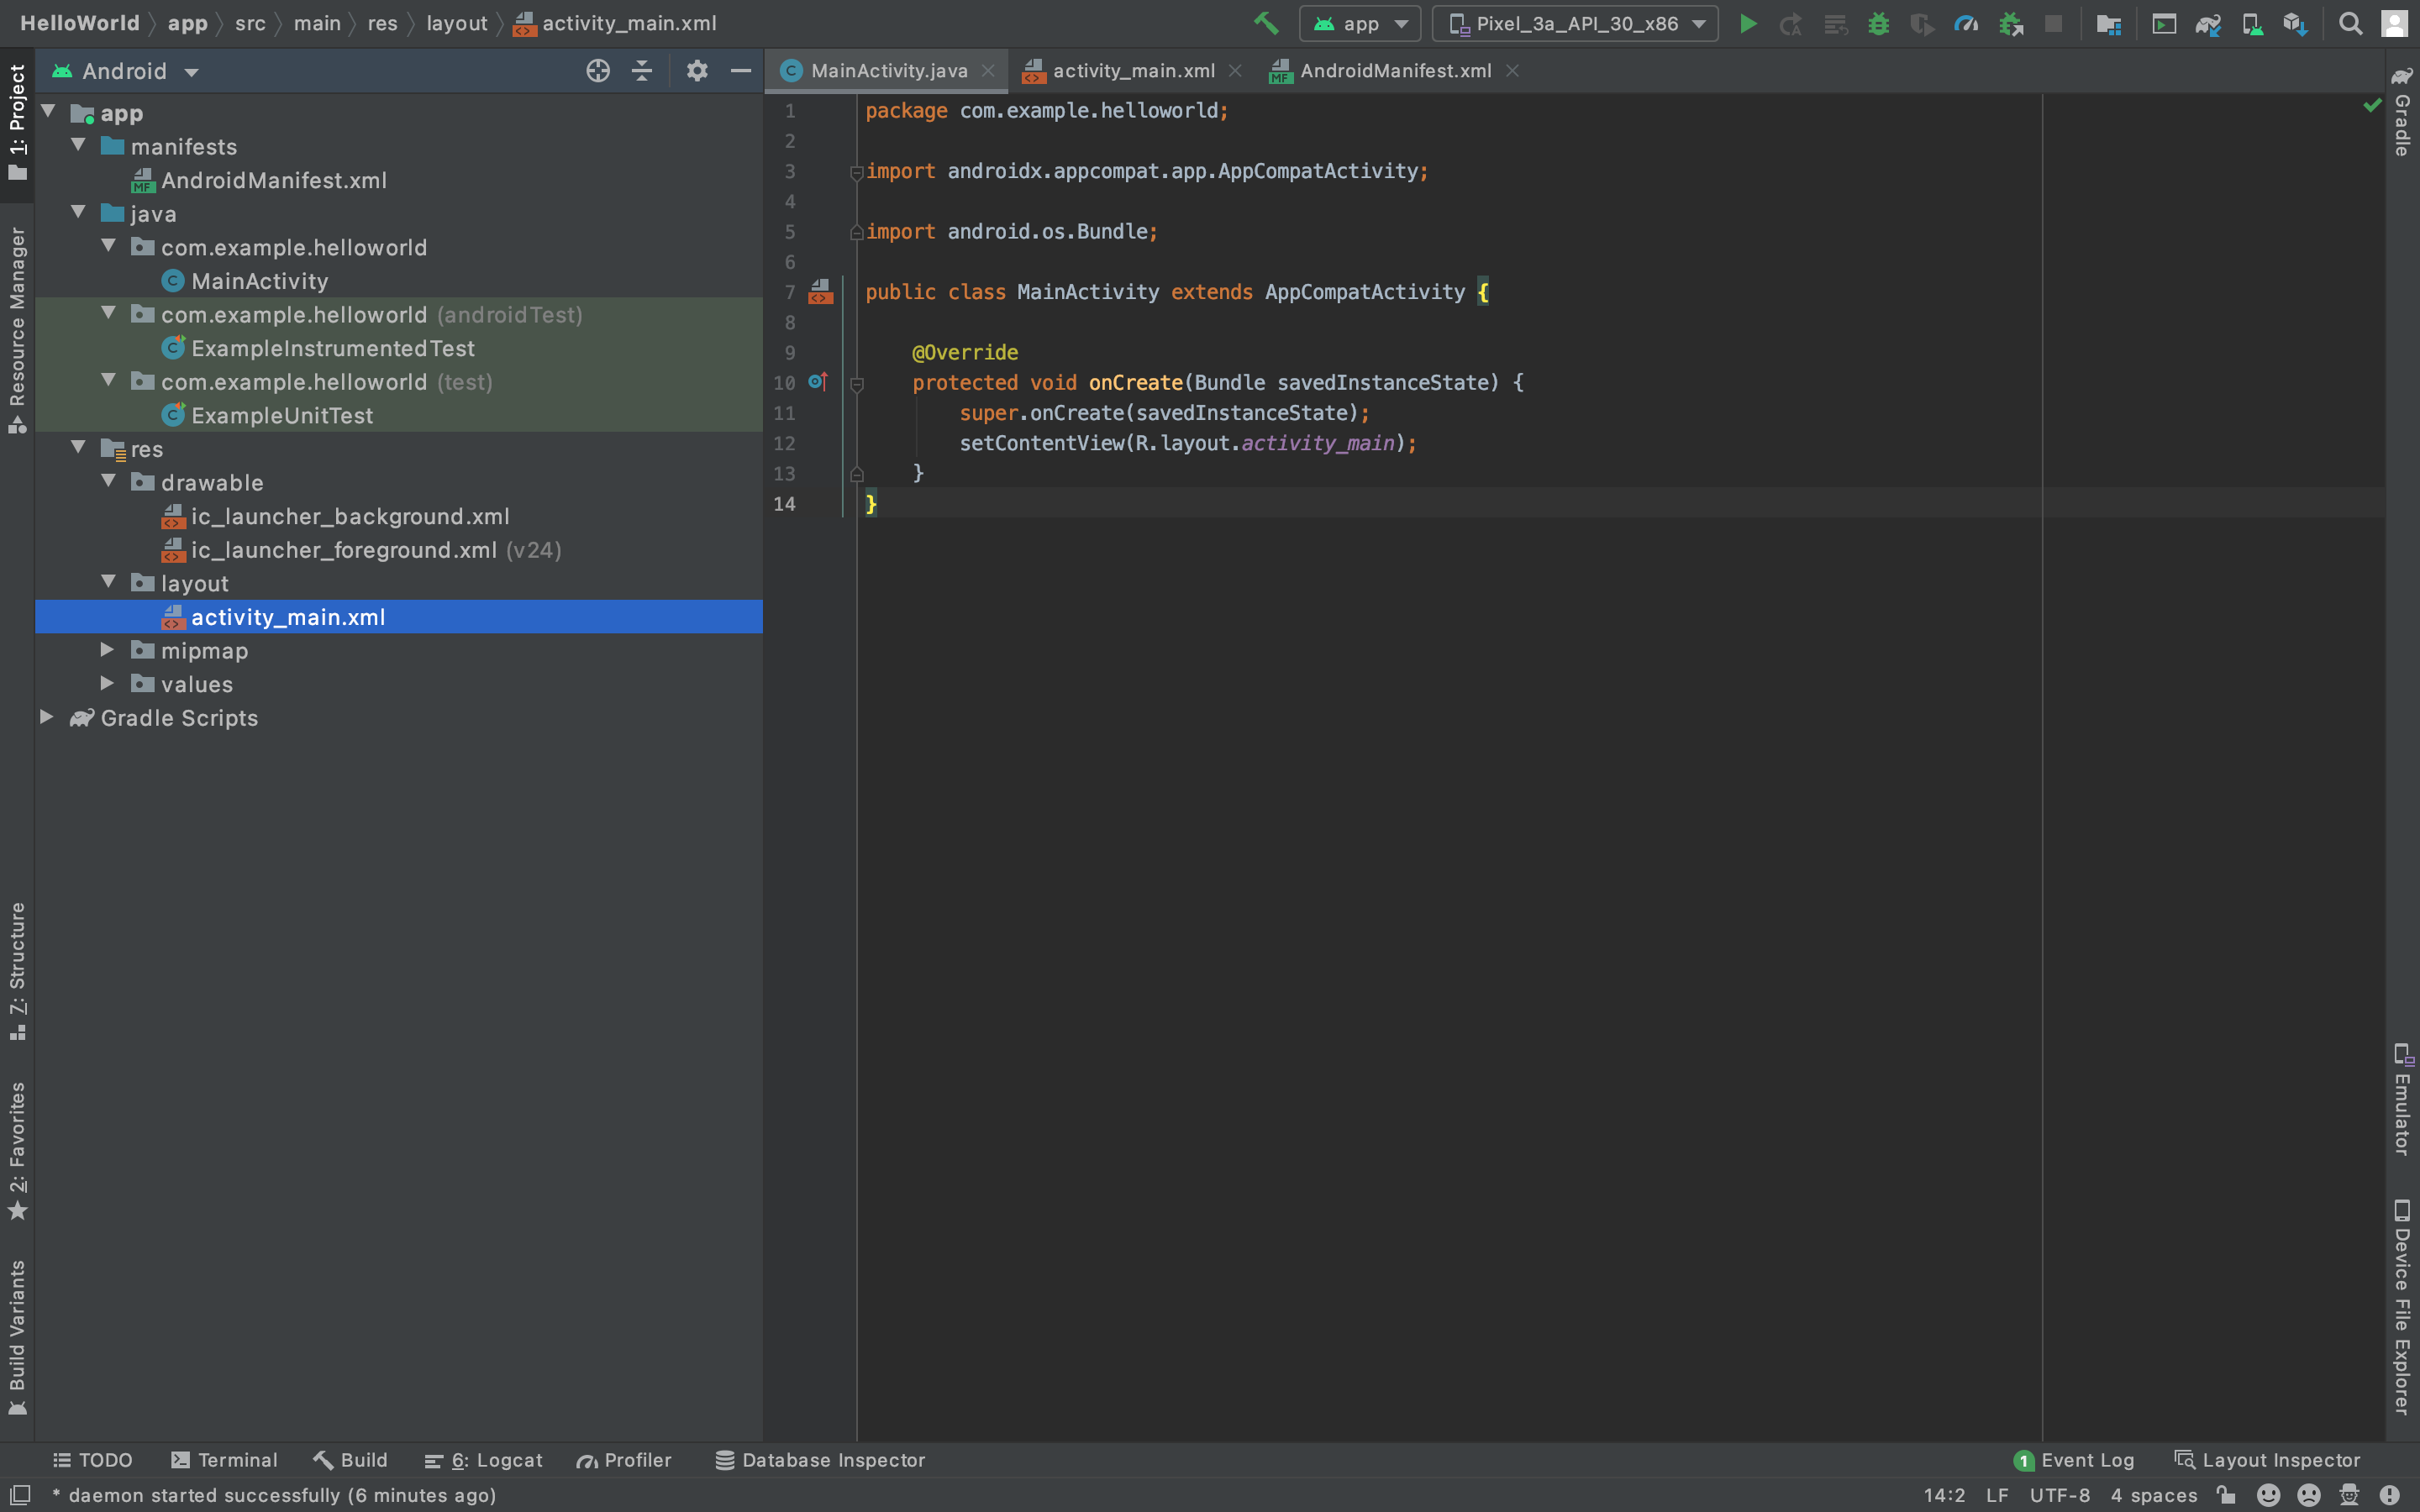 HelloWorld app src main res layout activity_main.xml
app Pixel_3a_API_30_x86
Android
1: Project
Resource Manager
7: Structure
2: Favorites
Build Variants
app
manifests
MF AndroidManifest.xml
java
com.example.helloworld
C MainActivity
com.example.helloworld (androidTest)
C ExampleInstrumentedTest
com.example.helloworld (test)
C ExampleUnitTest
res
drawable
<> ic_launcher_background.xml
<> ic_launcher_foreground.xml (v24)
layout
<> activity_main.xml
mipmap
values
Gradle Scripts
C MainActivity.java <> activity_main.xml MF AndroidManifest.xml
1 package com.example.helloworld;
2
3 import androidx.appcompat.app.AppCompatActivity;
4
5 import android.os.Bundle;
6
7 public class MainActivity extends AppCompatActivity {
8
9 @Override
10 protected void onCreate(Bundle savedInstanceState) {
11 super.onCreate(savedInstanceState);
12 setContentView(R.layout.activity_main);
13 }
14 }
Gradle
Emulator
Device File Explorer
TODO Terminal Build 6: Logcat Profiler Database Inspector 1 Event Log Layout Inspector
* daemon started successfully (6 minutes ago) 14:2 LF UTF-8 4 spaces